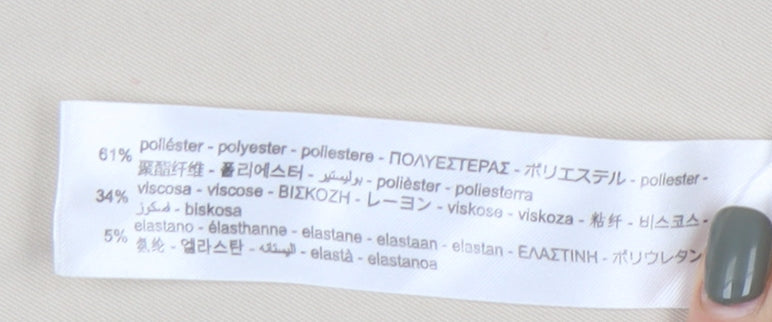 61% poliéster - polyester - poliestere - ΠΟΛΥΕΣΤΕΡΑΣ - ポリエステル - poliester -
聚酯纤维 - 폴리에스터 - بوليستير - polièster - poliesterra
34% viscosa - viscose - ΒΙΣΚΟΖΗ - レーヨン - viskose - viskoza - 粘纤 - 비스코스 -
فسكوز - biskosa
5% elastano - élasthanne - elastane - elastaan - elastan - ΕΛΑΣΤΙΝΗ - ポリウレタン
氨纶 - 엘라스탄 - - elastà - elastanoa